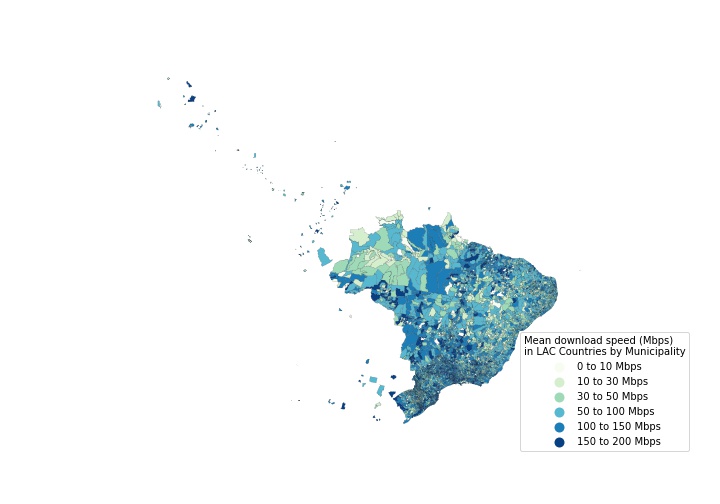 Mean download speed (Mbps)
in LAC Countries by Municipality
0 to 10 Mbps
10 to 30 Mbps
30 to 50 Mbps
50 to 100 Mbps
100 to 150 Mbps
150 to 200 Mbps